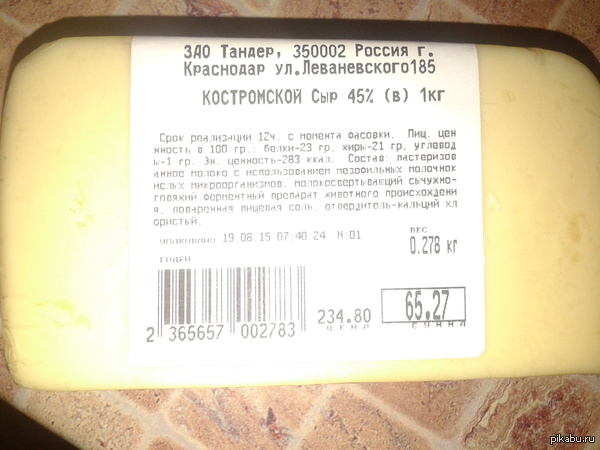 ЗАО Тандер, 350002 Россия г.
Краснодар ул.Леваневского185
КОСТРОМСКОЙ Сыр 45% (в) 1кг
Срок реализации 12ч. с момента фасовки. Пищ. цен
ность в 100 гр.: белки-23 гр, жиры-21 гр, углевод
ы-1 гр. Эн. ценность-283 ккал. Состав: пастеризов
анное молоко с использованием мезофильных молочнок
ислых микроорганизмов, молокосвертывающий сычужно-
говяжий ферментный препарат животного происхождени
я, поваренная пищевая соль, отвердитель-кальций хл
ористый.
УПАКОВАНО 19.08.15 07:40:24 N:01
ВЕС
0.278 кг
ГОДЕН
2 365657 002783
234.80
ЦЕНА
65.27
СУММА
pikabu.ru